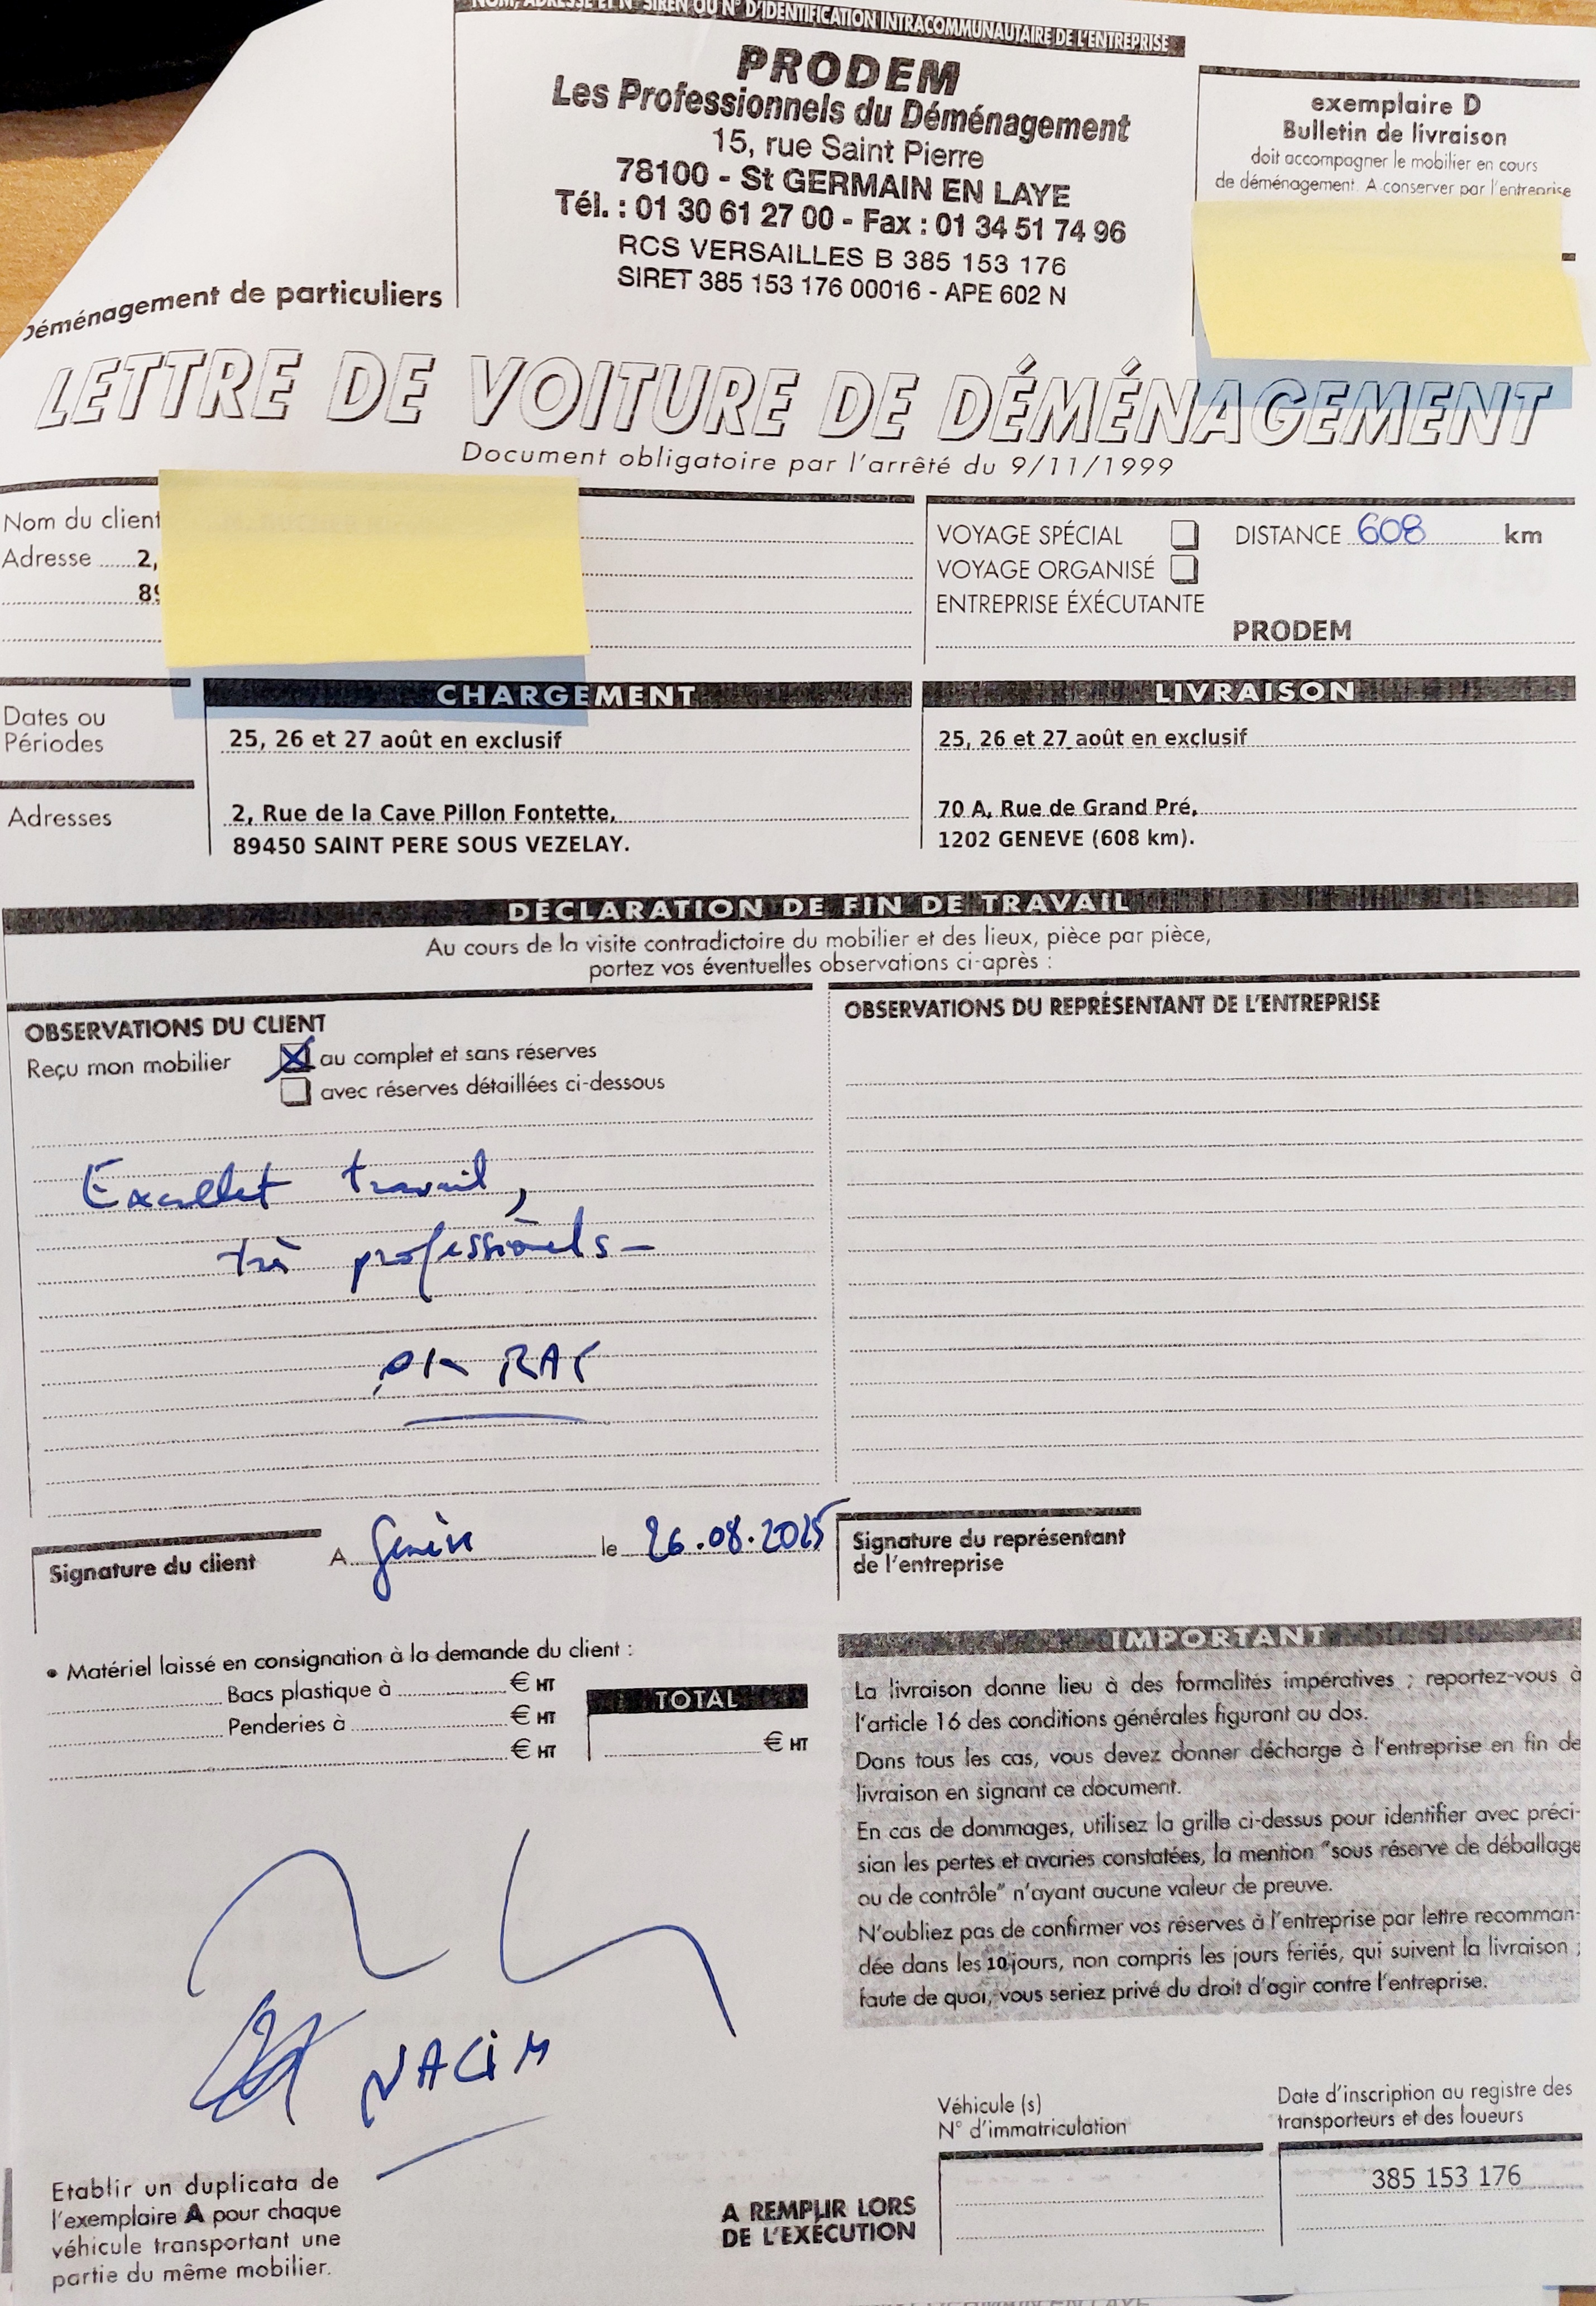 NOM, ADRESSE ET N° SIREN OU N° D'IDENTIFICATION INTRACOMMUNAUTAIRE DE L'ENTREPRISE
PRODEM
Les Professionnels du Déménagement
15, rue Saint Pierre
78100 - St GERMAIN EN LAYE
Tél. : 01 30 61 27 00 - Fax : 01 34 51 74 96
RCS VERSAILLES B 385 153 176
SIRET 385 153 176 00016 - APE 602 N
exemplaire D
Bulletin de livraison
doit accompagner le mobilier en cours
de déménagement. A conserver par l'entreprise
Déménagement de particuliers
LETTRE DE VOITURE DE DÉMÉNAGEMENT
Document obligatoire par l'arrêté du 9/11/1999
Nom du client
Adresse 2,
89
VOYAGE SPÉCIAL DISTANCE 608 km
VOYAGE ORGANISÉ
ENTREPRISE ÉXÉCUTANTE
PRODEM
CHARGEMENT
LIVRAISON
Dates ou
Périodes
25, 26 et 27 août en exclusif
25, 26 et 27 août en exclusif
Adresses
2, Rue de la Cave Pillon Fontette,
89450 SAINT PERE SOUS VEZELAY.
70 A, Rue de Grand Pré,
1202 GENEVE (608 km).
DÉCLARATION DE FIN DE TRAVAIL
Au cours de la visite contradictoire du mobilier et des lieux, pièce par pièce,
portez vos éventuelles observations ci-après :
OBSERVATIONS DU CLIENT
Reçu mon mobilier au complet et sans réserves
avec réserves détaillées ci-dessous
OBSERVATIONS DU REPRÉSENTANT DE L'ENTREPRISE
Excellet travail,
très professionels -
RAS
Signature du client
A Genève le 26.08.2025
Signature du représentant
de l'entreprise
• Matériel laissé en consignation à la demande du client :
Bacs plastique à € HT
Penderies à € HT
€ HT
TOTAL
€ HT
IMPORTANT
La livraison donne lieu à des formalités impératives ; reportez-vous à
l'article 16 des conditions générales figurant au dos.
Dans tous les cas, vous devez donner décharge à l'entreprise en fin de
livraison en signant ce document.
En cas de dommages, utilisez la grille ci-dessus pour identifier avec préci-
sion les pertes et avaries constatées, la mention "sous réserve de déballage
ou de contrôle" n'ayant aucune valeur de preuve.
N'oubliez pas de confirmer vos réserves à l'entreprise par lettre recomman-
dée dans les 10 jours, non compris les jours fériés, qui suivent la livraison ;
faute de quoi, vous seriez privé du droit d'agir contre l'entreprise.
NACIM
Etablir un duplicata de
l'exemplaire A pour chaque
véhicule transportant une
partie du même mobilier.
A REMPLIR LORS
DE L'EXÉCUTION
Véhicule (s)
N° d'immatriculation
Date d'inscription au registre des
transporteurs et des loueurs
385 153 176